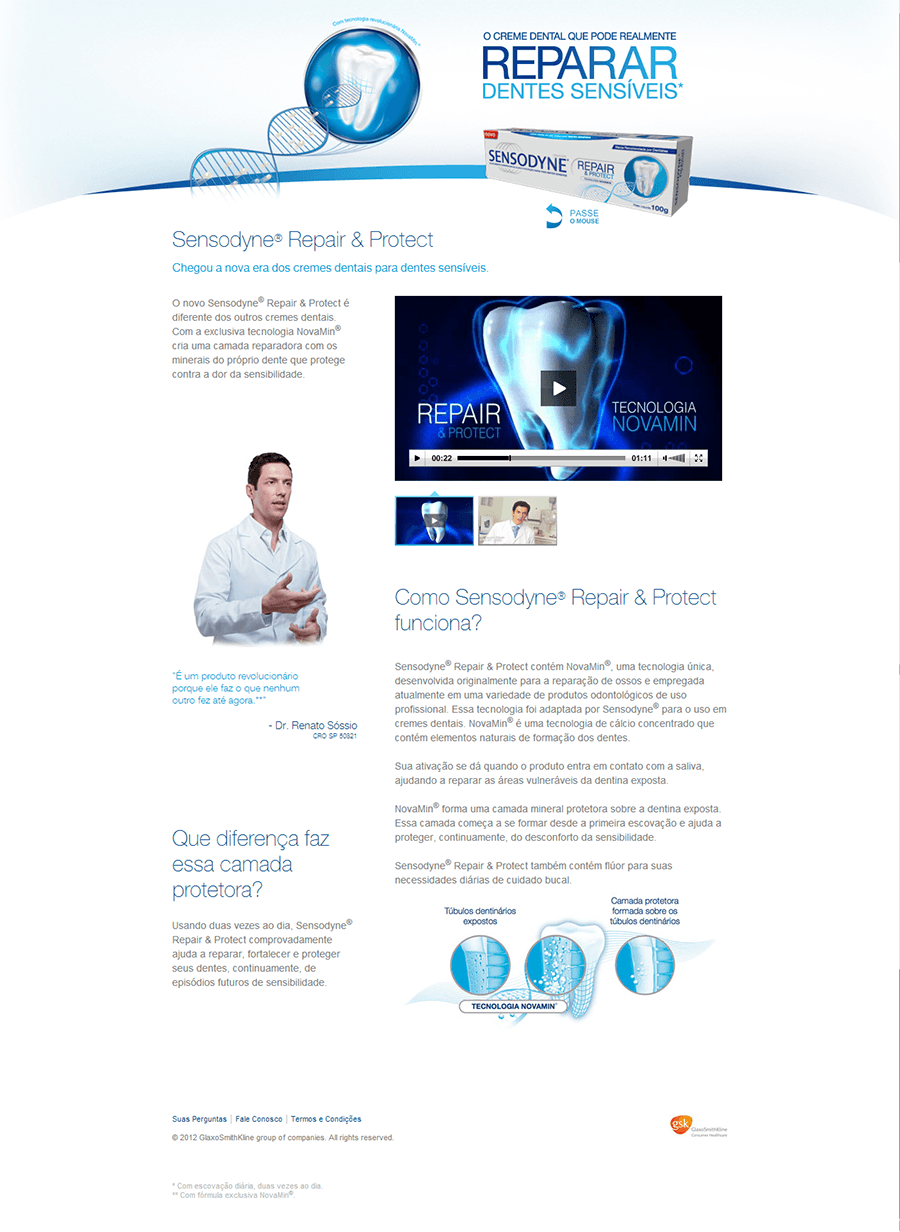 Com tecnologia revolucionária NovaMin.*
O CREME DENTAL QUE PODE REALMENTE
REPARAR
DENTES SENSÍVEIS*
novo
SENSODYNE®
REPAIR
& PROTECT
100g
PASSE
O MOUSE
Sensodyne® Repair & Protect
Chegou a nova era dos cremes dentais para dentes sensíveis.
O novo Sensodyne® Repair & Protect é
diferente dos outros cremes dentais.
Com a exclusiva tecnologia NovaMin®
cria uma camada reparadora com os
minerais do próprio dente que protege
contra a dor da sensibilidade.
REPAIR
& PROTECT
TECNOLOGIA
NOVAMIN
00:22
01:11
"É um produto revolucionário
porque ele faz o que nenhum
outro fez até agora.**"
- Dr. Renato Sóssio
CRO SP 50821
Como Sensodyne® Repair & Protect
funciona?
Sensodyne® Repair & Protect contém NovaMin®, uma tecnologia única,
desenvolvida originalmente para a reparação de ossos e empregada
atualmente em uma variedade de produtos odontológicos de uso
profissional. Essa tecnologia foi adaptada por Sensodyne® para o uso em
cremes dentais. NovaMin® é uma tecnologia de cálcio concentrado que
contém elementos naturais de formação dos dentes.
Sua ativação se dá quando o produto entra em contato com a saliva,
ajudando a reparar as áreas vulneráveis da dentina exposta.
NovaMin® forma uma camada mineral protetora sobre a dentina exposta.
Essa camada começa a se formar desde a primeira escovação e ajuda a
proteger, continuamente, do desconforto da sensibilidade.
Sensodyne® Repair & Protect também contém flúor para suas
necessidades diárias de cuidado bucal.
Que diferença faz
essa camada
protetora?
Usando duas vezes ao dia, Sensodyne®
Repair & Protect comprovadamente
ajuda a reparar, fortalecer e proteger
seus dentes, continuamente, de
episódios futuros de sensibilidade.
Túbulos dentinários
expostos
Camada protetora
formada sobre os
túbulos dentinários
TECNOLOGIA NOVAMIN®
Suas Perguntas | Fale Conosco | Termos e Condições
© 2012 GlaxoSmithKline group of companies. All rights reserved.
gsk
GlaxoSmithKline
Consumer Healthcare
* Com escovação diária, duas vezes ao dia.
** Com fórmula exclusiva NovaMin®.